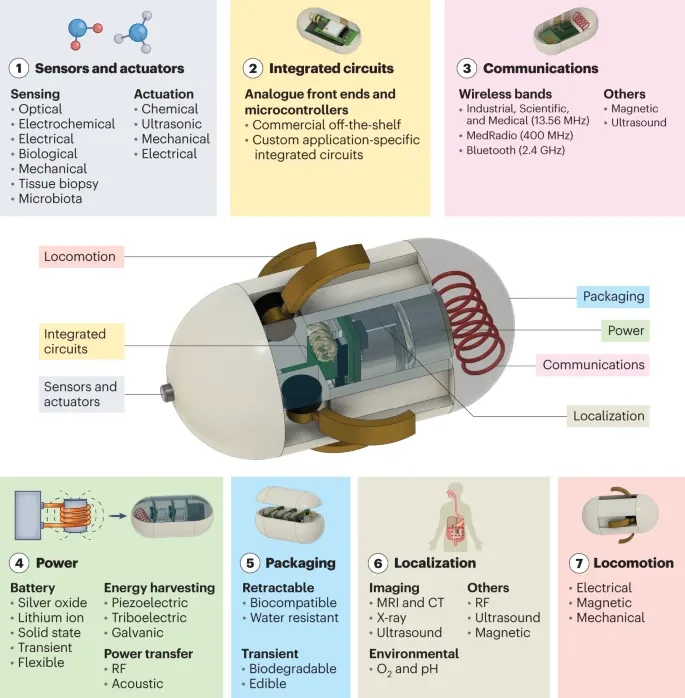 1 Sensors and actuators
Sensing
• Optical
• Electrochemical
• Electrical
• Biological
• Mechanical
• Tissue biopsy
• Microbiota
Actuation
• Chemical
• Ultrasonic
• Mechanical
• Electrical
2 Integrated circuits
Analogue front ends and
microcontrollers
• Commercial off-the-shelf
• Custom application-specific
integrated circuits
3 Communications
Wireless bands
• Industrial, Scientific,
and Medical (13.56 MHz)
• MedRadio (400 MHz)
• Bluetooth (2.4 GHz)
Others
• Magnetic
• Ultrasound
Locomotion
Integrated
circuits
Sensors and
actuators
Packaging
Power
Communications
Localization
4 Power
Battery
• Silver oxide
• Lithium ion
• Solid state
• Transient
• Flexible
Energy harvesting
• Piezoelectric
• Triboelectric
• Galvanic
Power transfer
• RF
• Acoustic
5 Packaging
Retractable
• Biocompatible
• Water resistant
Transient
• Biodegradable
• Edible
6 Localization
Imaging
• MRI and CT
• X-ray
• Ultrasound
Environmental
• O₂ and pH
Others
• RF
• Ultrasound
• Magnetic
7 Locomotion
• Electrical
• Magnetic
• Mechanical